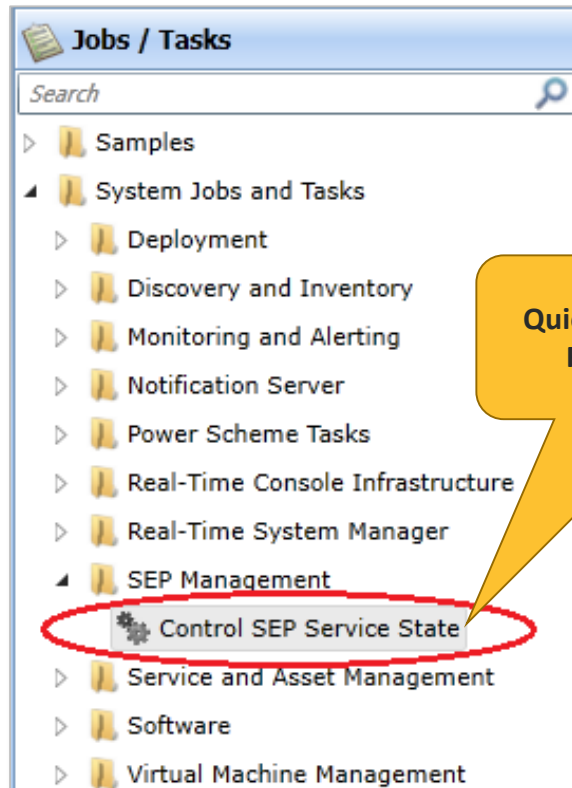 Jobs / Tasks
Search
Samples
System Jobs and Tasks
Deployment
Discovery and Inventory
Monitoring and Alerting
Notification Server
Power Scheme Tasks
Real-Time Console Infrastructure
Real-Time System Manager
SEP Management
Control SEP Service State
Service and Asset Management
Software
Virtual Machine Management